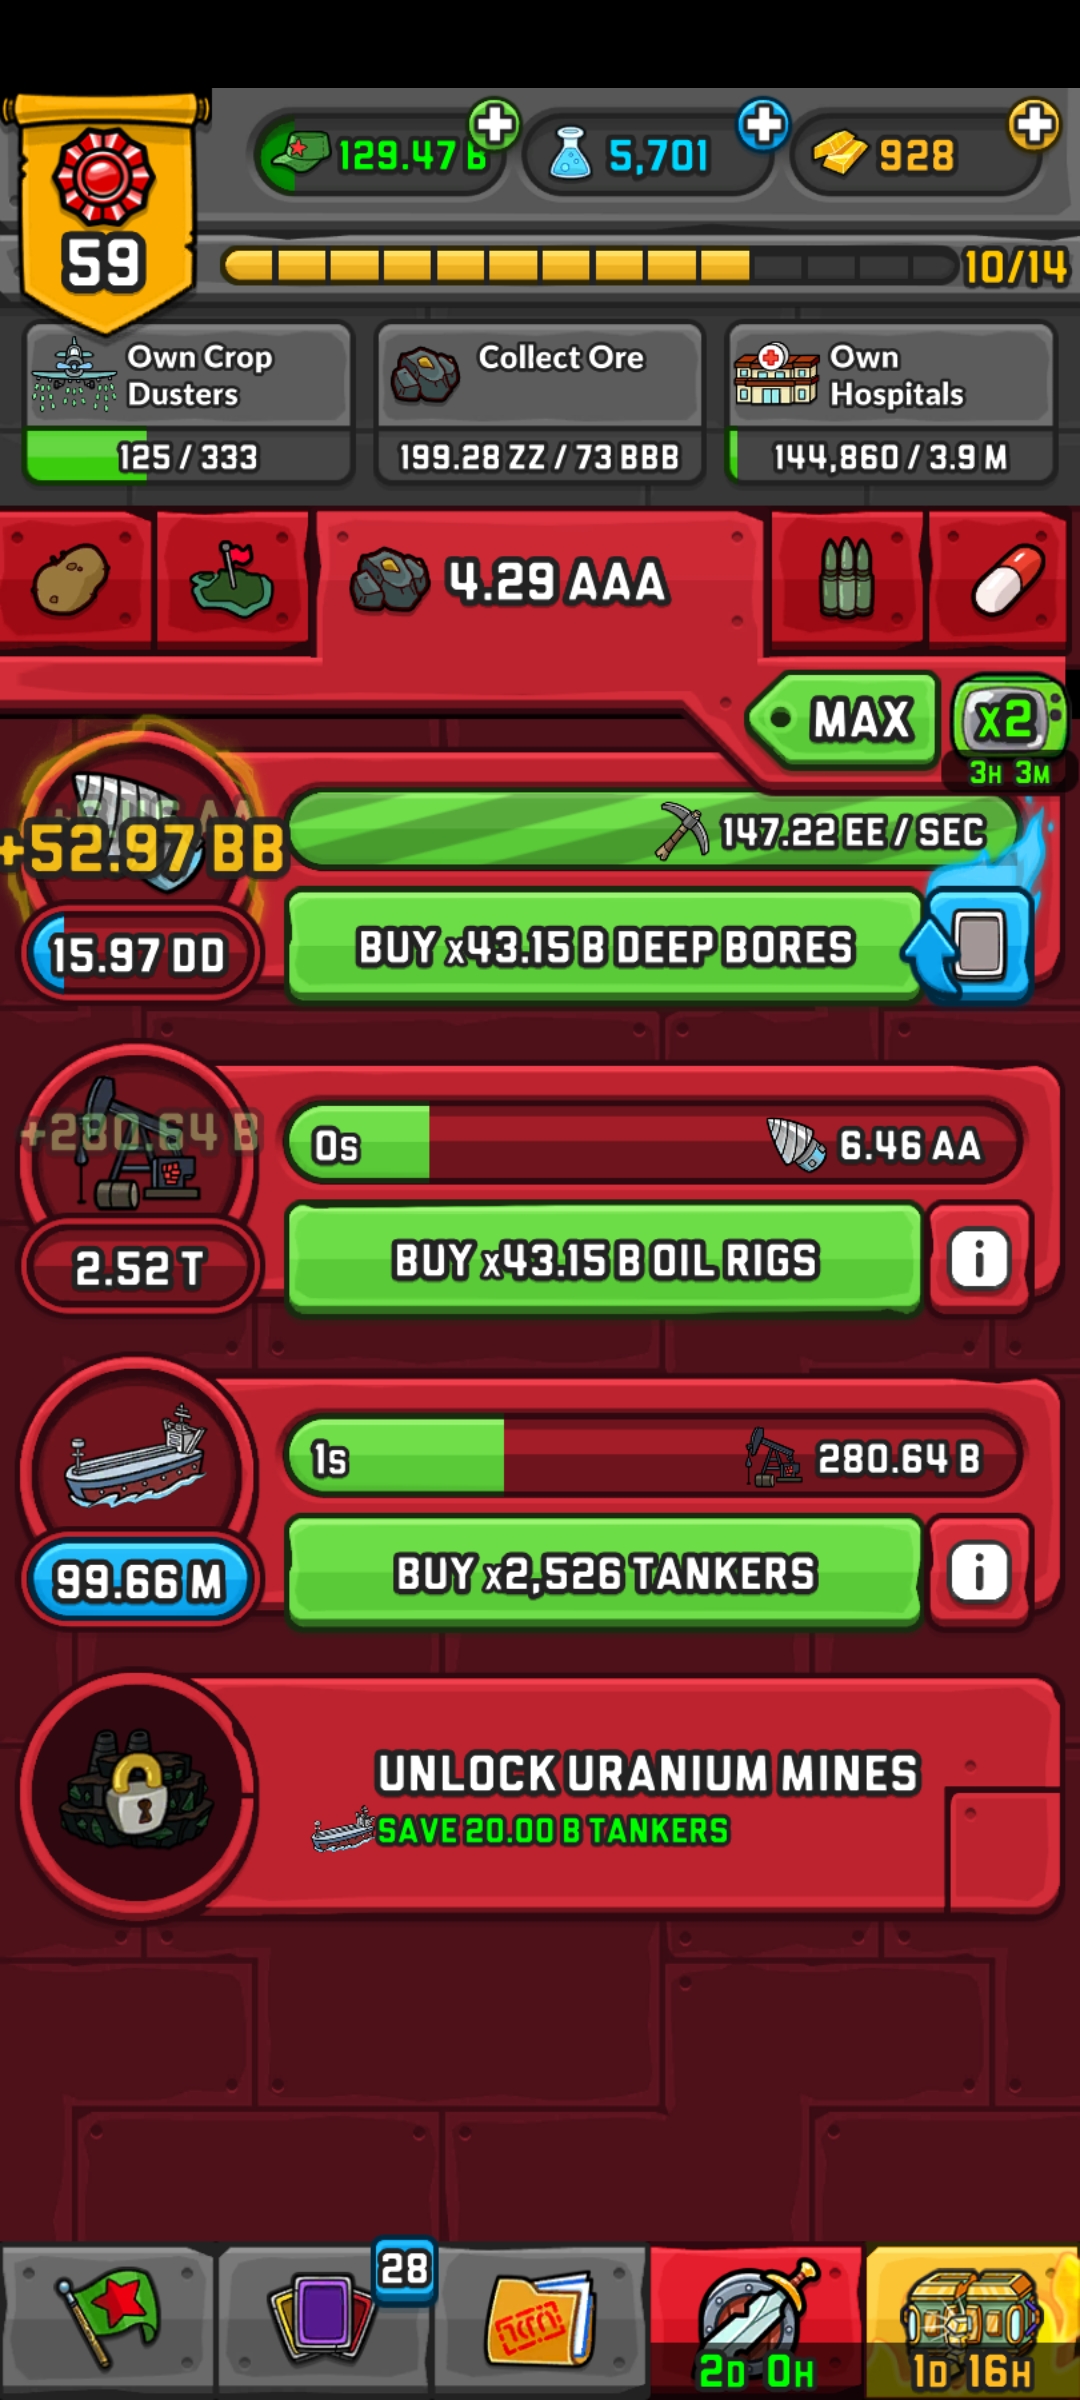 129.47 B
5,701
928
59
10/14
Own Crop
Dusters
125 / 333
Collect Ore
199.28 ZZ / 73 BBB
Own
Hospitals
144,860 / 3.9 M
4.29 AAA
MAX
x2
3H 3M
+52.97 BB
147.22 EE / SEC
15.97 DD
BUY x43.15 B DEEP BORES
+280.64 B
0s
6.46 AA
2.52 T
BUY x43.15 B OIL RIGS
1s
280.64 B
99.66 M
BUY x2,526 TANKERS
UNLOCK URANIUM MINES
SAVE 20.00 B TANKERS
28
2D 0H
1D 16H